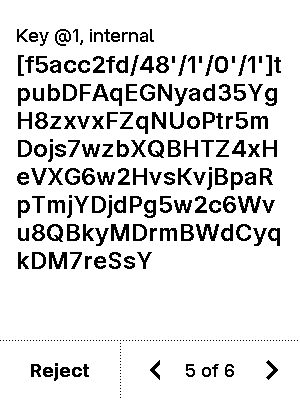 Key @1, internal
[f5acc2fd/48'/1'/0'/1']t
pubDFAqEGNyad35Yg
H8zxvxFZqNUoPtr5m
Dojs7wzbXQBHTZ4xH
eVXG6w2HvsKvjBpaR
pTmjYDjdPg5w2c6Wv
u8QBkyMDrmBWdCyq
kDM7reSsY
Reject
5 of 6